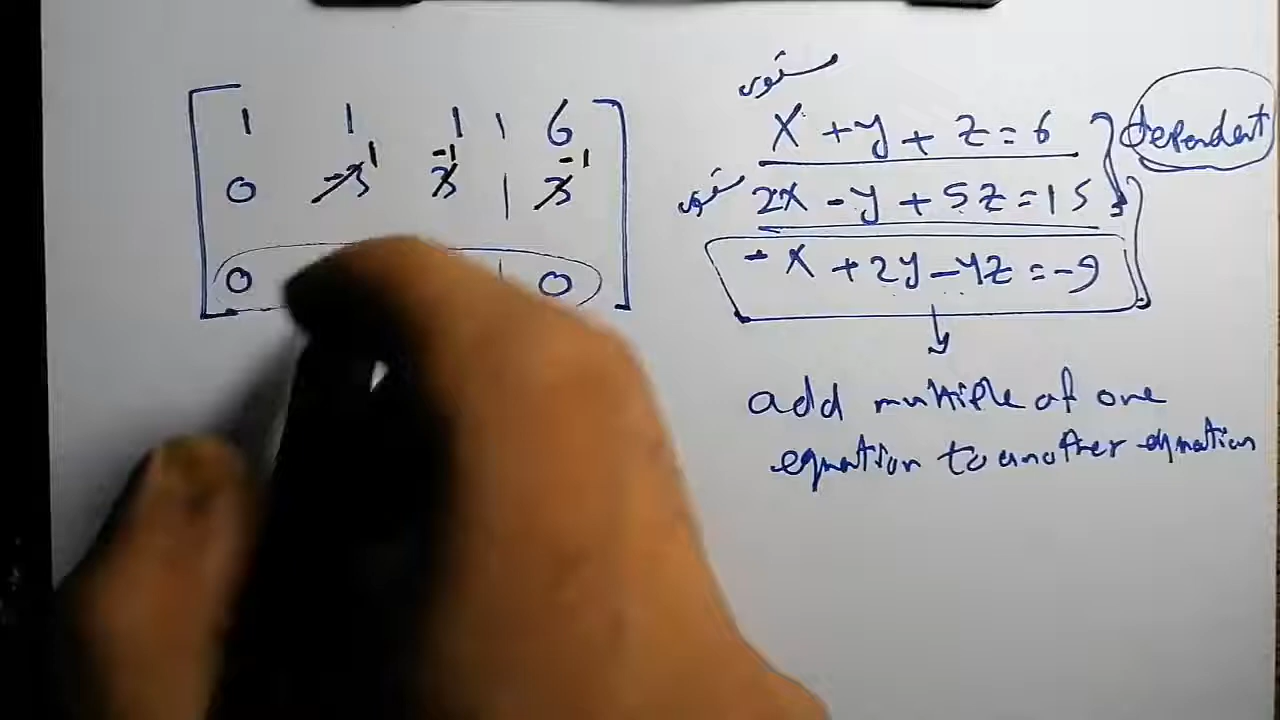 1 1 1 | 6
0 -3 1 3 -1 | 3 -1
0 | 0
مستوى
x + y + z = 6
مستوى
2x - y + 5z = 15
dependent
- x + 2y - 4z = -9
add multiple of one
equation to another equation